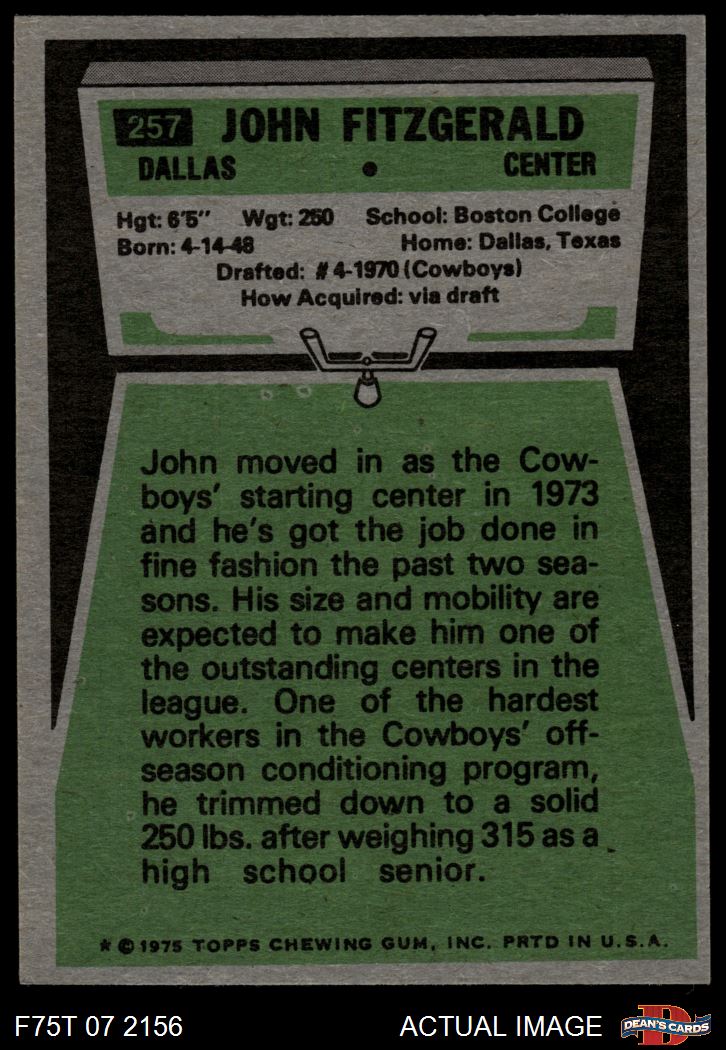 257 JOHN FITZGERALD
DALLAS • CENTER
Hgt: 6'5" Wgt: 250 School: Boston College
Born: 4-14-48 Home: Dallas, Texas
Drafted: #4-1970 (Cowboys)
How Acquired: via draft
John moved in as the Cow-
boys' starting center in 1973
and he's got the job done in
fine fashion the past two sea-
sons. His size and mobility are
expected to make him one of
the outstanding centers in the
league. One of the hardest
workers in the Cowboys' off-
season conditioning program,
he trimmed down to a solid
250 lbs. after weighing 315 as a
high school senior.
* © 1975 TOPPS CHEWING GUM, INC. PRTD IN U.S.A.
F75T 07 2156 ACTUAL IMAGE
D
DEAN'S CARDS